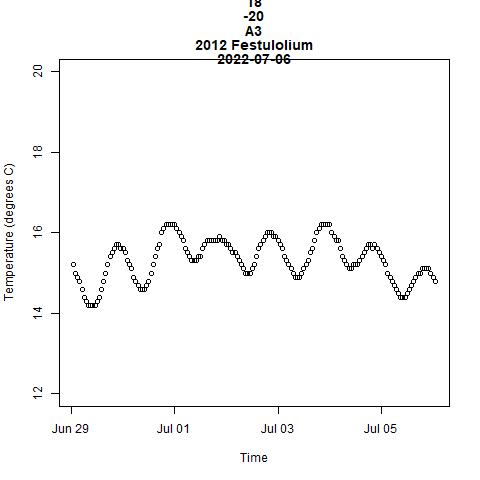 18
-20
A3
2012 Festulolium
2022-07-06
20
18
16
14
12
Temperature (degrees C)
Jun 29
Jul 01
Jul 03
Jul 05
Time